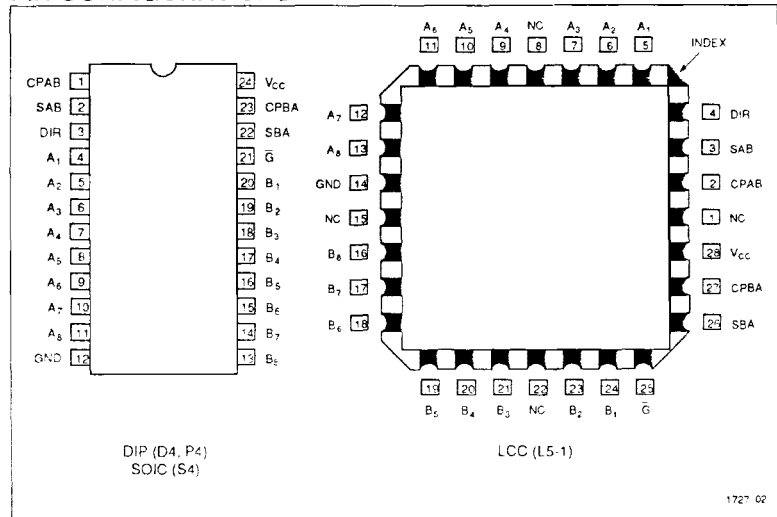 A6 A5 A4 NC A3 A2 A1
11 10 9 8 7 6 5
INDEX
CPAB 1
SAB 2
DIR 3
A1 4
A2 5
A3 6
A4 7
A5 8
A6 9
A7 10
A8 11
GND 12
24 VCC
23 CPBA
22 SBA
21 G̅
20 B1
19 B2
18 B3
17 B4
16 B5
15 B6
14 B7
13
A7 12
A8 13
GND 14
NC 15
B8 16
B7 17
B6 18
4 DIR
3 SAB
2 CPAB
1 NC
28 VCC
27 CPBA
26 SBA
19 20 21 22 23 24 25
B5 B4 B3 NC B2 B1 G̅
DIP (D4, P4)
SOIC (S4)
LCC (L5-1)
1727 02